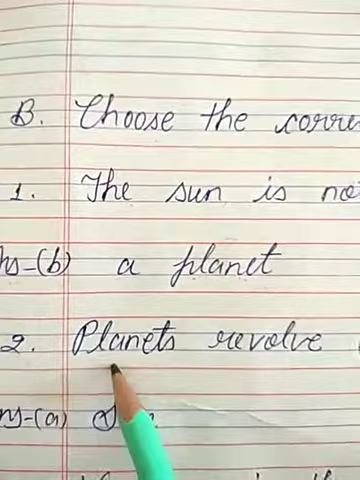 B. Choose the corre
1. The sun is no
ns-(b) a planet
2. Planets revolve
ns-(a)